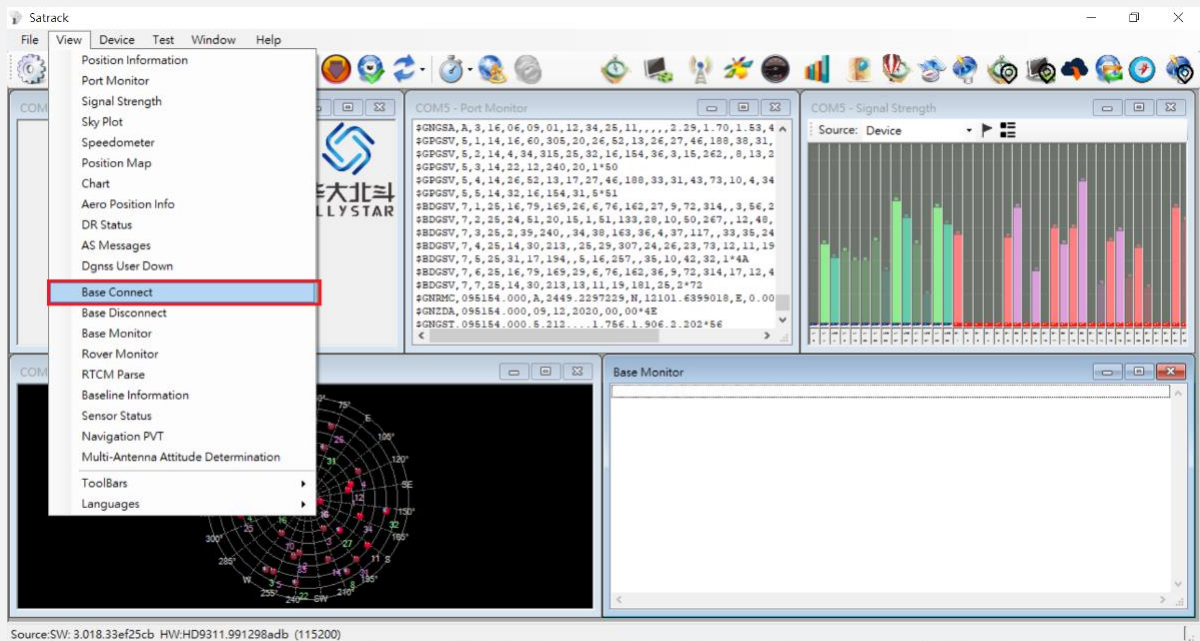 Satrack
File View Device Test Window Help
Position Information
Port Monitor
Signal Strength
Sky Plot
Speedometer
Position Map
Chart
Aero Position Info
DR Status
AS Messages
Dgnss User Down
Base Connect
Base Disconnect
Base Monitor
Rover Monitor
RTCM Parse
Baseline Information
Sensor Status
Navigation PVT
Multi-Antenna Attitude Determination
ToolBars
Languages
COM
大北斗
LLYSTAR
COM5 - Port Monitor
$GNGSA,A,3,16,06,09,01,12,34,25,11,,,,,2.29,1.70,1.53,4
$GPGSV,5,1,14,16,60,305,20,26,52,13,26,27,46,188,38,31,
$GPGSV,5,2,14,4,34,315,25,32,16,154,36,3,15,262,,8,13,2
$GPGSV,5,3,14,22,12,240,20,1*50
$GPGSV,5,4,14,26,52,13,17,27,46,188,33,31,43,73,10,4,34
$GPGSV,5,5,14,32,16,154,31,5*51
$BDGSV,7,1,25,16,79,169,26,6,76,162,27,9,72,314,,3,56,2
$BDGSV,7,2,25,24,51,20,15,1,51,133,28,10,50,267,,12,48,
$BDGSV,7,3,25,2,39,240,,34,38,163,36,4,37,117,,33,35,24
$BDGSV,7,4,25,14,30,213,,25,29,307,24,26,23,73,12,11,19
$BDGSV,7,5,25,31,17,194,,5,16,257,,35,10,42,32,1*4A
$BDGSV,7,6,25,16,79,169,29,6,76,162,36,9,72,314,17,12,4
$BDGSV,7,7,25,14,30,213,13,11,19,181,25,2*72
$GNRMC,095154.000,A,2449.2297229,N,12101.6399018,E,0.00
$GNZDA,095154.000,09,12,2020,00,00*4E
$GNGST,095154.000,5.212,,,,1.756,1.906,2.202*56
COM5 - Signal Strength
Source: Device
COM
75°
E
105°
120°
SE
150°
165°
S
195°
210°
SW
240°
255°
W
285°
300°
Base Monitor
Source:SW: 3.018.33ef25cb HW:HD9311.991298adb (115200)